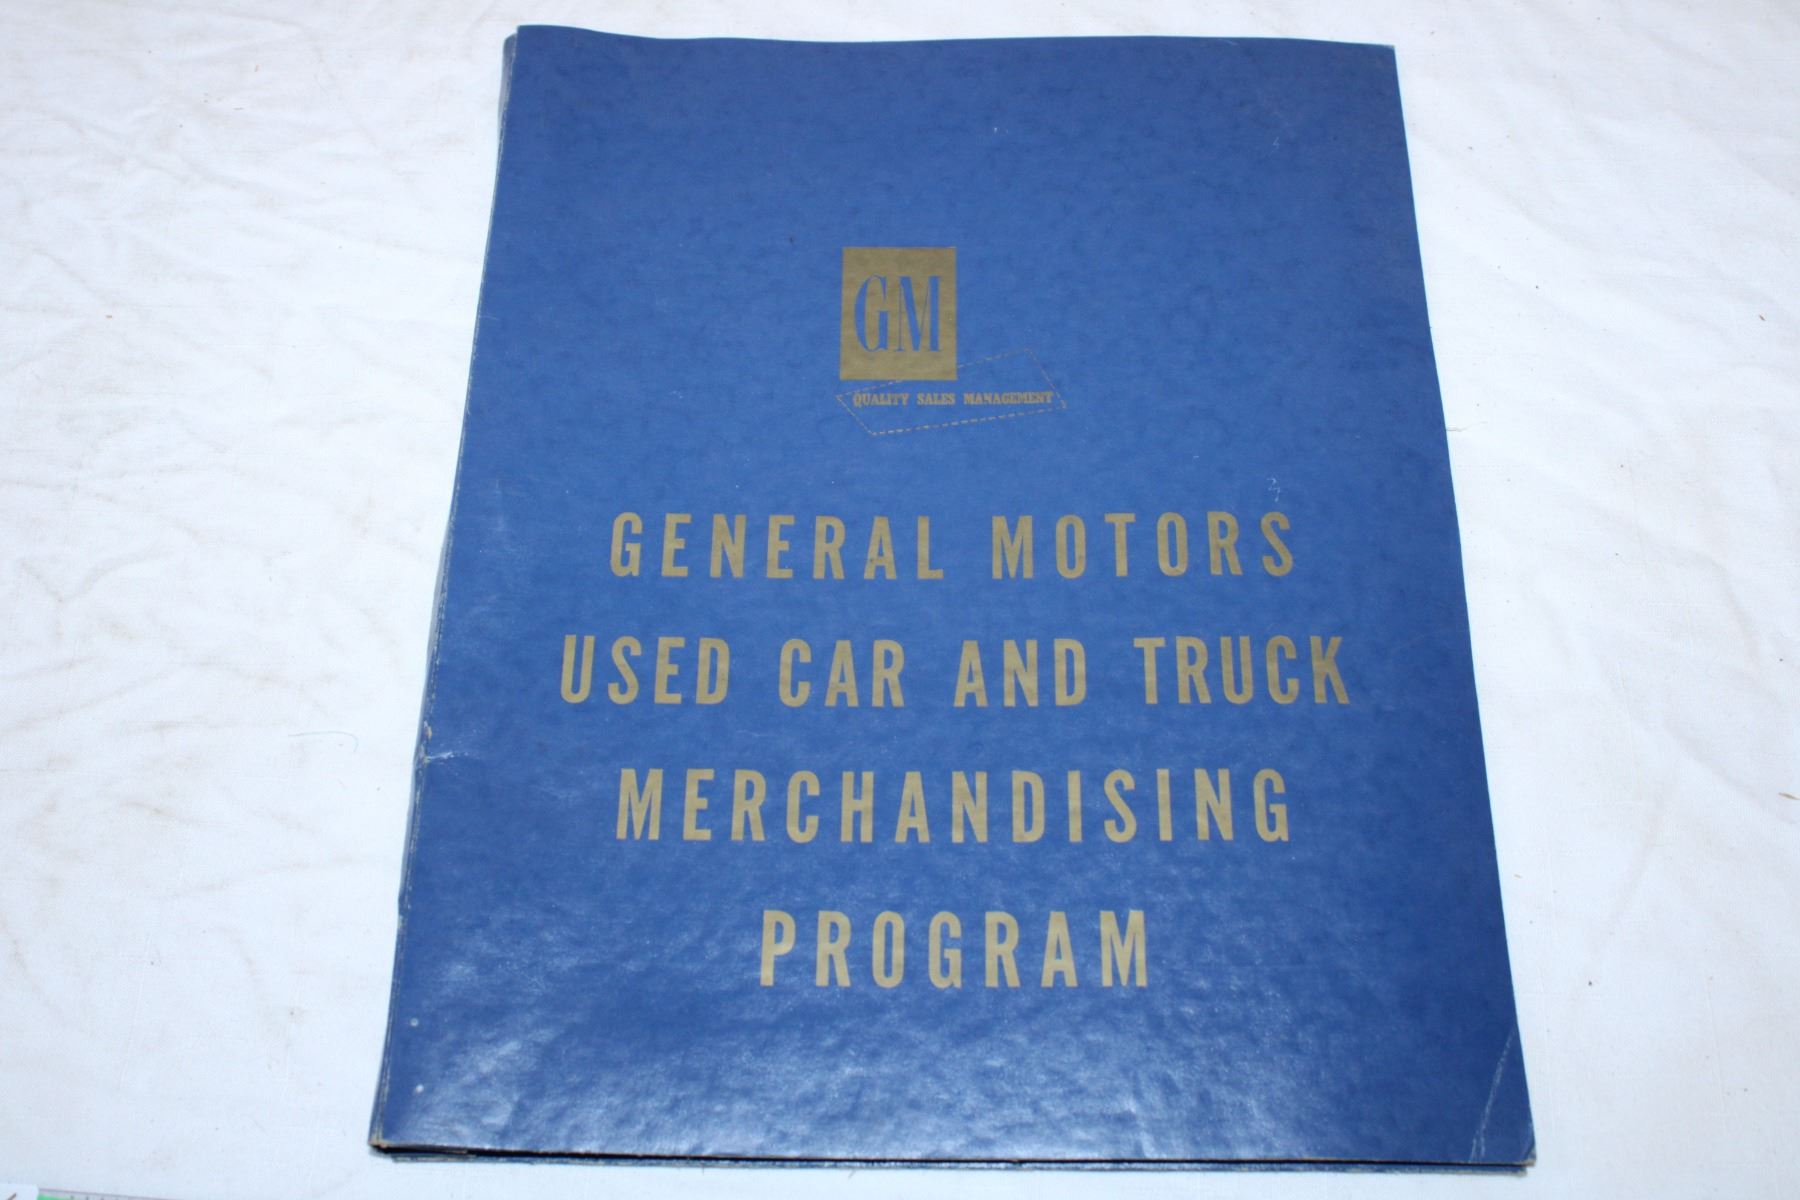 GM
QUALITY SALES MANAGEMENT
GENERAL MOTORS
USED CAR AND TRUCK
MERCHANDISING
PROGRAM